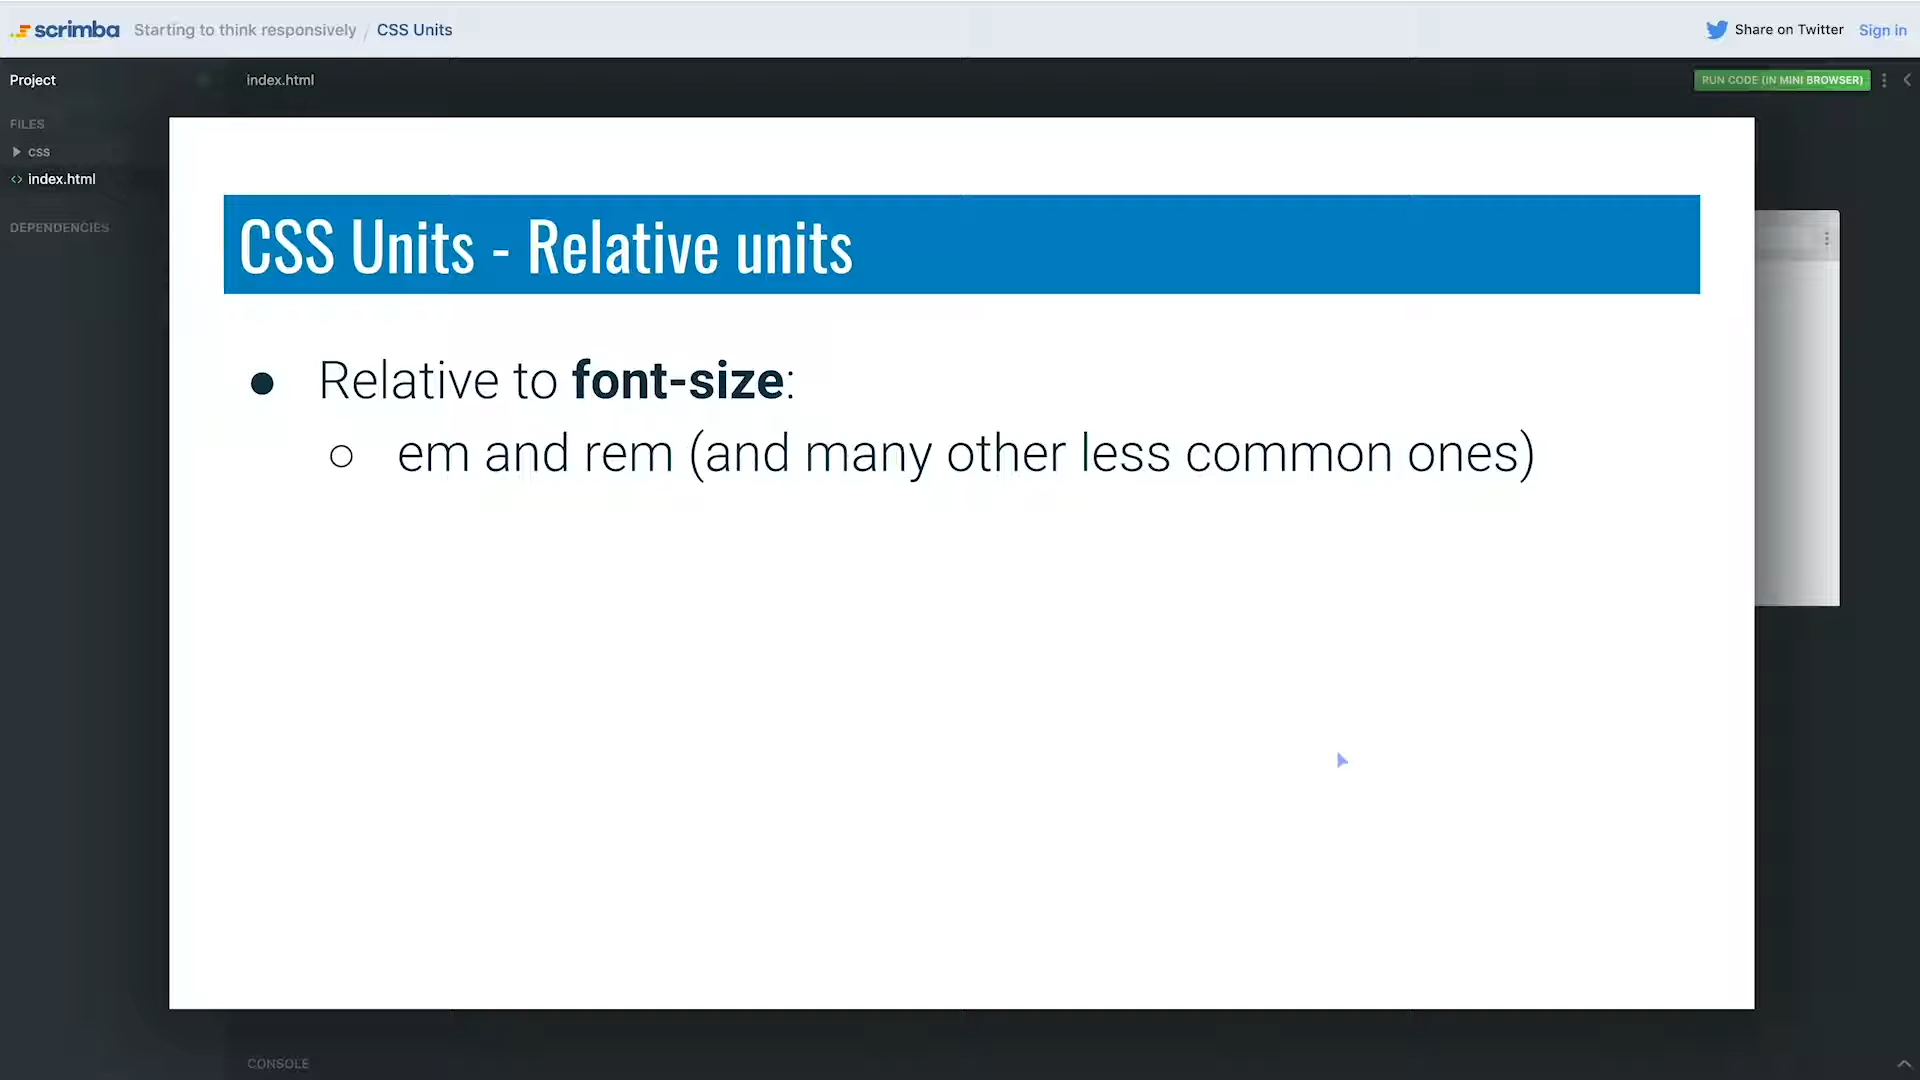 scrimba Starting to think responsively / CSS Units Share on Twitter Sign in
Project index.html RUN CODE (IN MINI BROWSER)
FILES
css
index.html
DEPENDENCIES
CSS Units - Relative units
● Relative to font-size:
○ em and rem (and many other less common ones)
CONSOLE